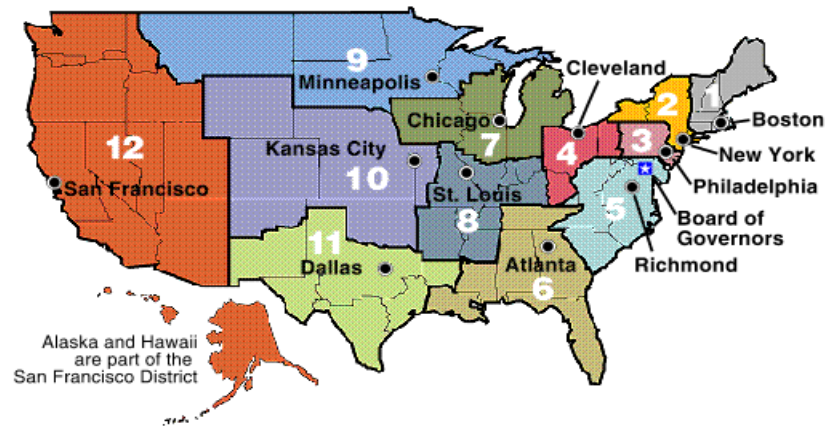 Cleveland
9
Minneapolis
2
1
Chicago
7
Boston
12
Kansas City
4
3
New York
San Francisco
10
St. Louis
Philadelphia
8
5
Board of
Governors
11
Dallas
Atlanta
6
Richmond
Alaska and Hawaii
are part of the
San Francisco District